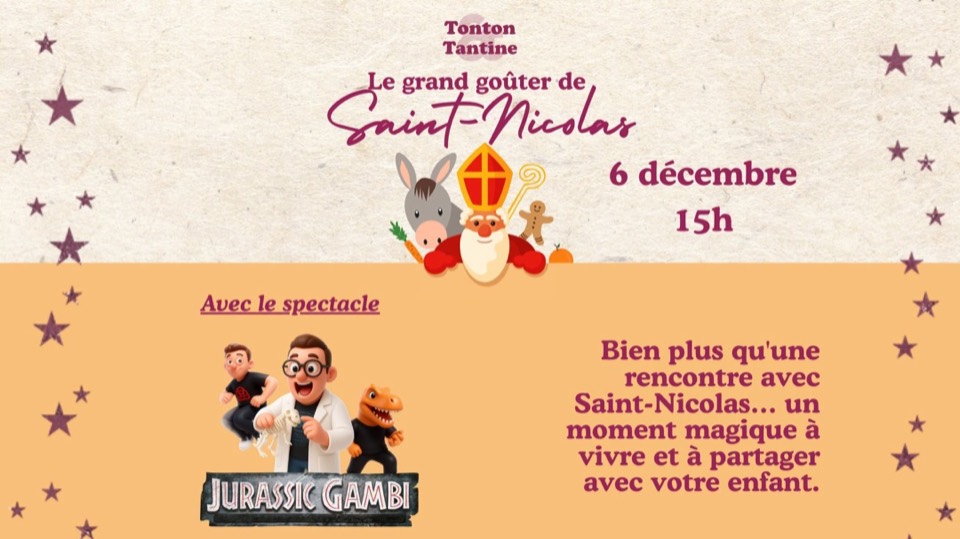 Tonton
&
Tantine
Le grand goûter de
Saint-Nicolas
6 décembre
15h
Avec le spectacle
JURASSIC GAMBI
Bien plus qu'une
rencontre avec
Saint-Nicolas... un
moment magique à
vivre et à partager
avec votre enfant.